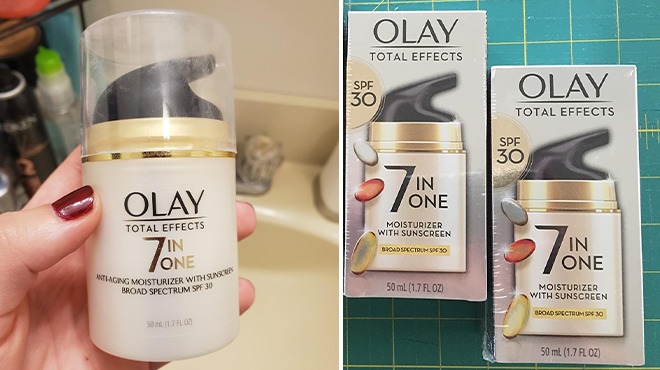 OLAY
TOTAL EFFECTS
7 IN
ONE
ANTI-AGING MOISTURIZER WITH SUNSCREEN
BROAD SPECTRUM SPF 30
50 mL (1.7 FL OZ)
OLAY
TOTAL EFFECTS
SPF
30
7 IN
ONE
MOISTURIZER
WITH SUNSCREEN
BROAD SPECTRUM SPF 30
50 mL (1.7 FL OZ)
OLAY
TOTAL EFFECTS
SPF
30
7 IN
ONE
MOISTURIZER
WITH SUNSCREEN
BROAD SPECTRUM SPF 30
50 mL (1.7 FL OZ)